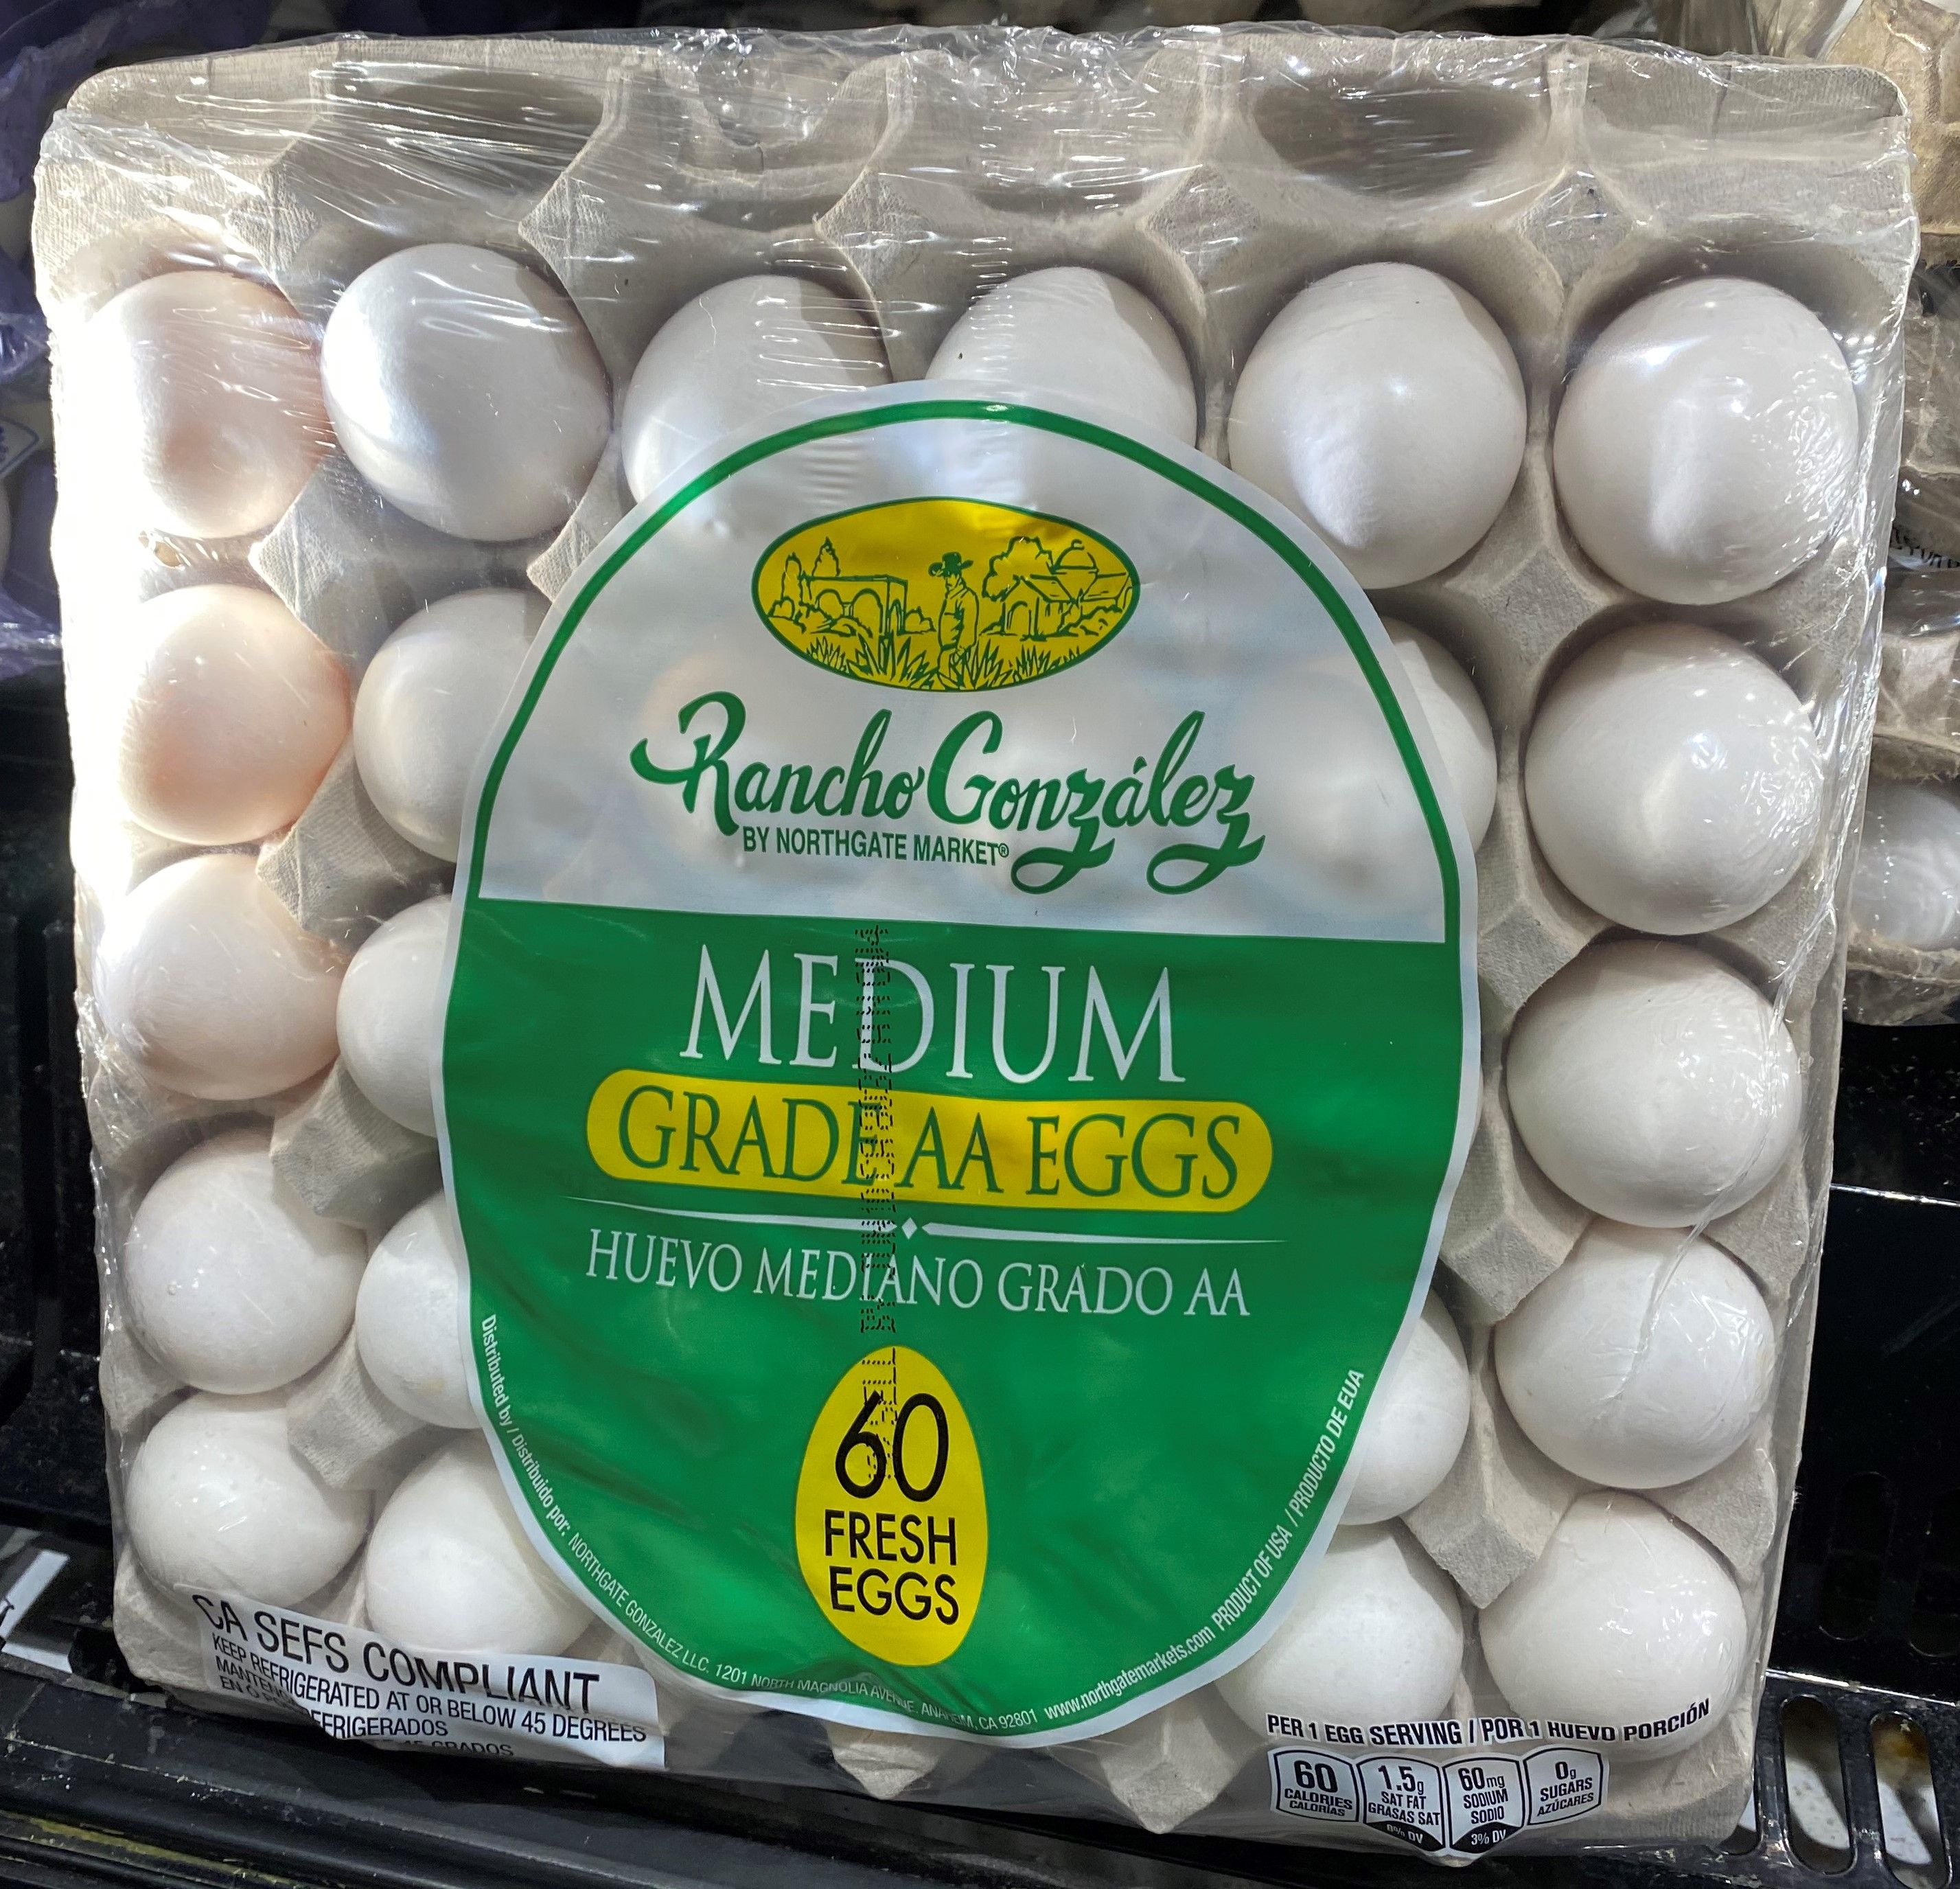 Rancho González
BY NORTHGATE MARKET®
MEDIUM
GRADE AA EGGS
HUEVO MEDIANO GRADO AA
60
FRESH
EGGS
Distributed by / Distribuido por: NORTHGATE GONZALEZ LLC. 1201 NORTH MAGNOLIA AVENUE. ANAHEIM, CA 92801 www.northgatemarkets.com PRODUCT OF USA / PRODUCTO DE EUA
CA SEFS COMPLIANT
KEEP REFRIGERATED AT OR BELOW 45 DEGREES
GRADOS
PER 1 EGG SERVING / POR 1 HUEVO PORCIÓN
60
CALORIES
CALORÍAS
1.5g
SAT FAT
GRASAS SAT
8% DV
60mg
SODIUM
SODIO
3% DV
0g
SUGARS
AZÚCARES